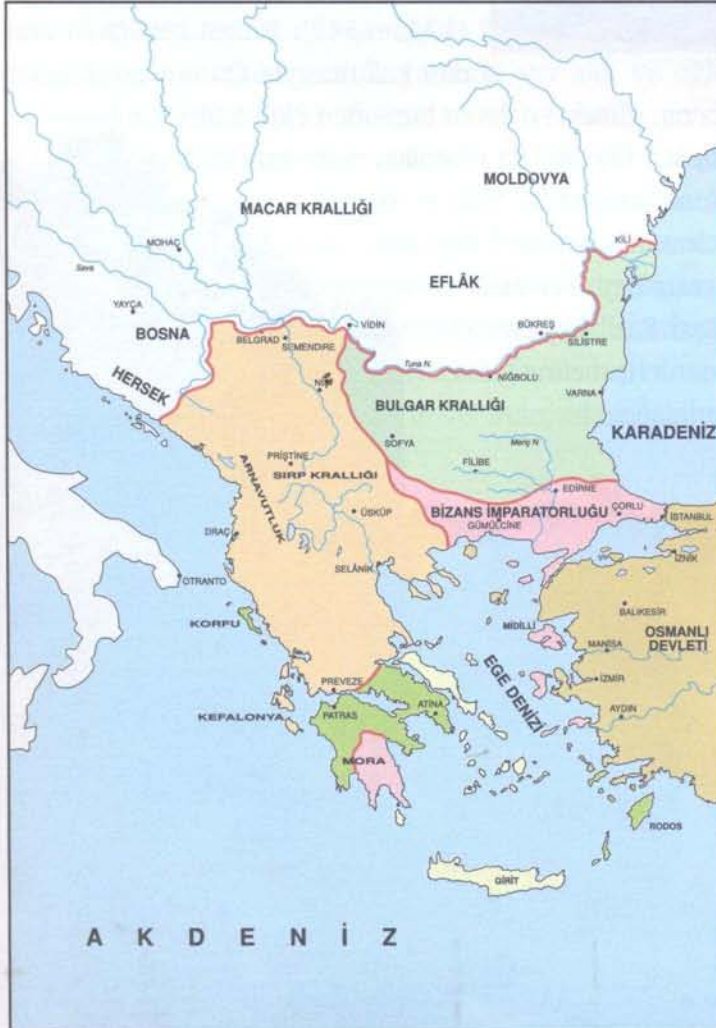 MOLDOVYA
MACAR KRALLIĞI
MOHAÇ
KİLİ
Sava
EFLÂK
YAYÇA
VİDİN
BÜKREŞ
BOSNA
BELGRAD
SEMENDIRE
SİLİSTRE
Tuna N.
HERSEK
NİĞBOLU
BULGAR KRALLIĞI
VARNA
KARADENİZ
SOFYA
Meriç N.
FİLİBE
PRİŞTİNE
SIRP KRALLIĞI
ARNAVUTLUK
EDİRNE
BİZANS İMPARATORLUĞU
ÇORLU
İSTANBUL
ÜSKÜP
GÜMÜLCİNE
DRAÇ
İZNİK
SELÂNİK
OTRANTO
BALIKESİR
KORFU
MİDİLLİ
OSMANLI
DEVLETİ
MANİSA
EGE DENİZİ
İZMİR
PREVEZE
ATİNA
AYDIN
KEFALONYA
PATRAS
MORA
RODOS
GİRİT
AKDENİZ